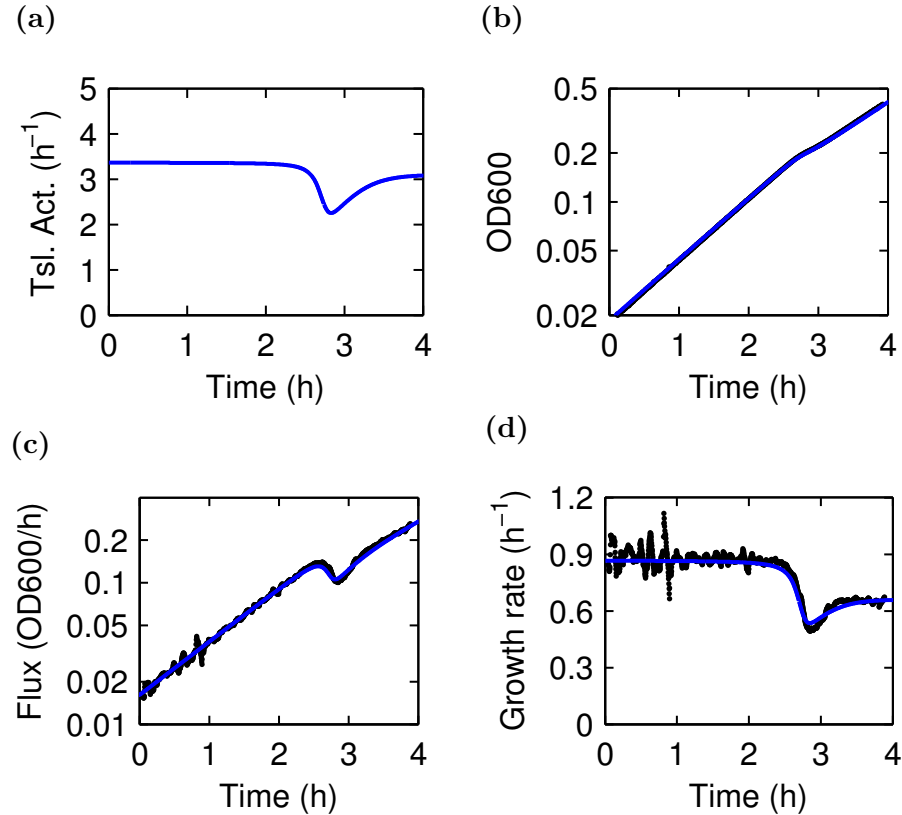 (a)
Tsl. Act. (h⁻¹)
5
4
3
2
1
0
0 1 2 3 4
Time (h)
(b)
OD600
0.5
0.2
0.1
0.05
0.02
0 1 2 3 4
Time (h)
(c)
Flux (OD600/h)
0.2
0.1
0.05
0.02
0.01
0 1 2 3 4
Time (h)
(d)
Growth rate (h⁻¹)
1.2
0.9
0.6
0.3
0
0 1 2 3 4
Time (h)